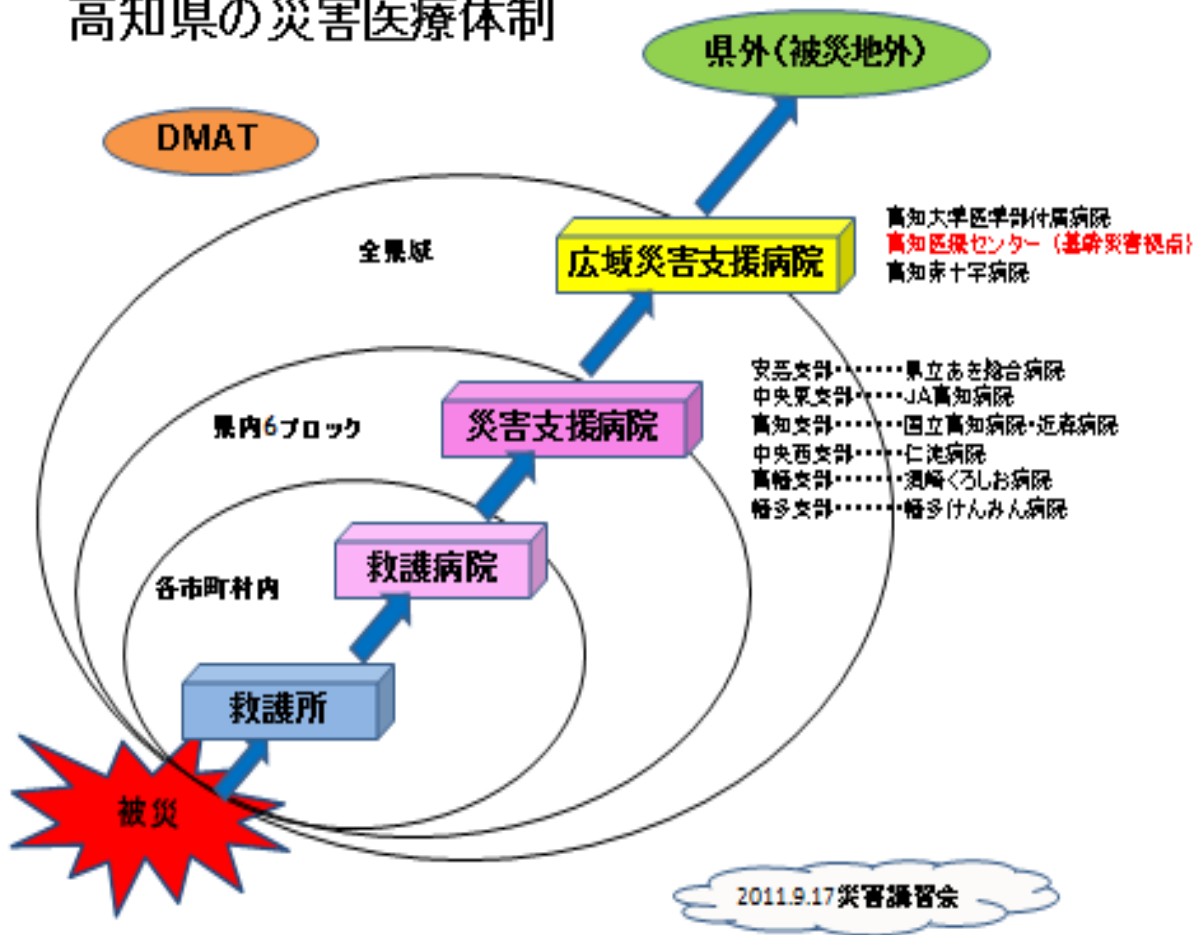 高知県の災害医療体制
県外(被災地外)
DMAT
全県域
広域災害支援病院
高知大学医学部付属病院
高知医療センター(基幹災害拠点)
高知赤十字病院
県内6ブロック
災害支援病院
安芸支部・・・・・・・県立あき総合病院
中央東支部・・・・・JA高知病院
高知支部・・・・・・・国立高知病院・近森病院
中央西支部・・・・・仁淀病院
高幡支部・・・・・・・須崎くろしお病院
幡多支部・・・・・・・幡多けんみん病院
各市町村内
救護病院
救護所
被災
2011.9.17災害講習会